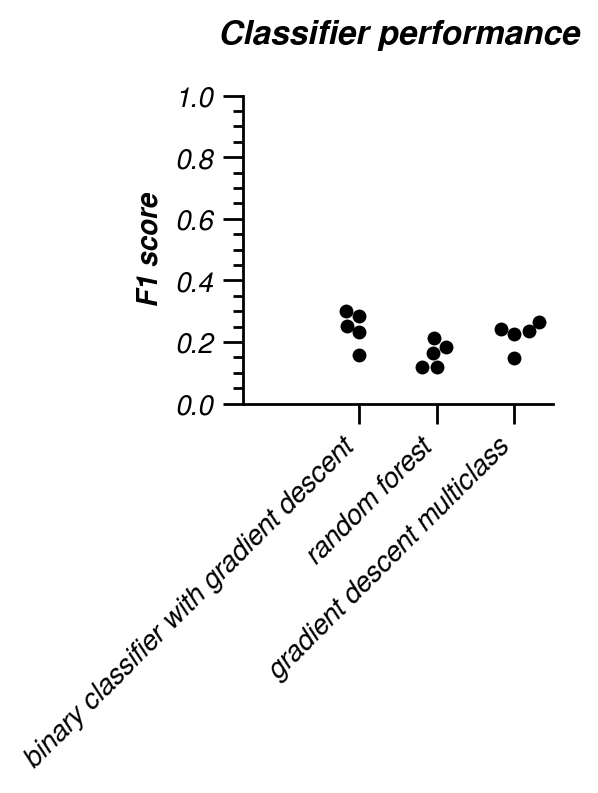 Classifier performance
F1 score
1.0
0.8
0.6
0.4
0.2
0.0
binary classifier with gradient descent
random forest
gradient descent multiclass